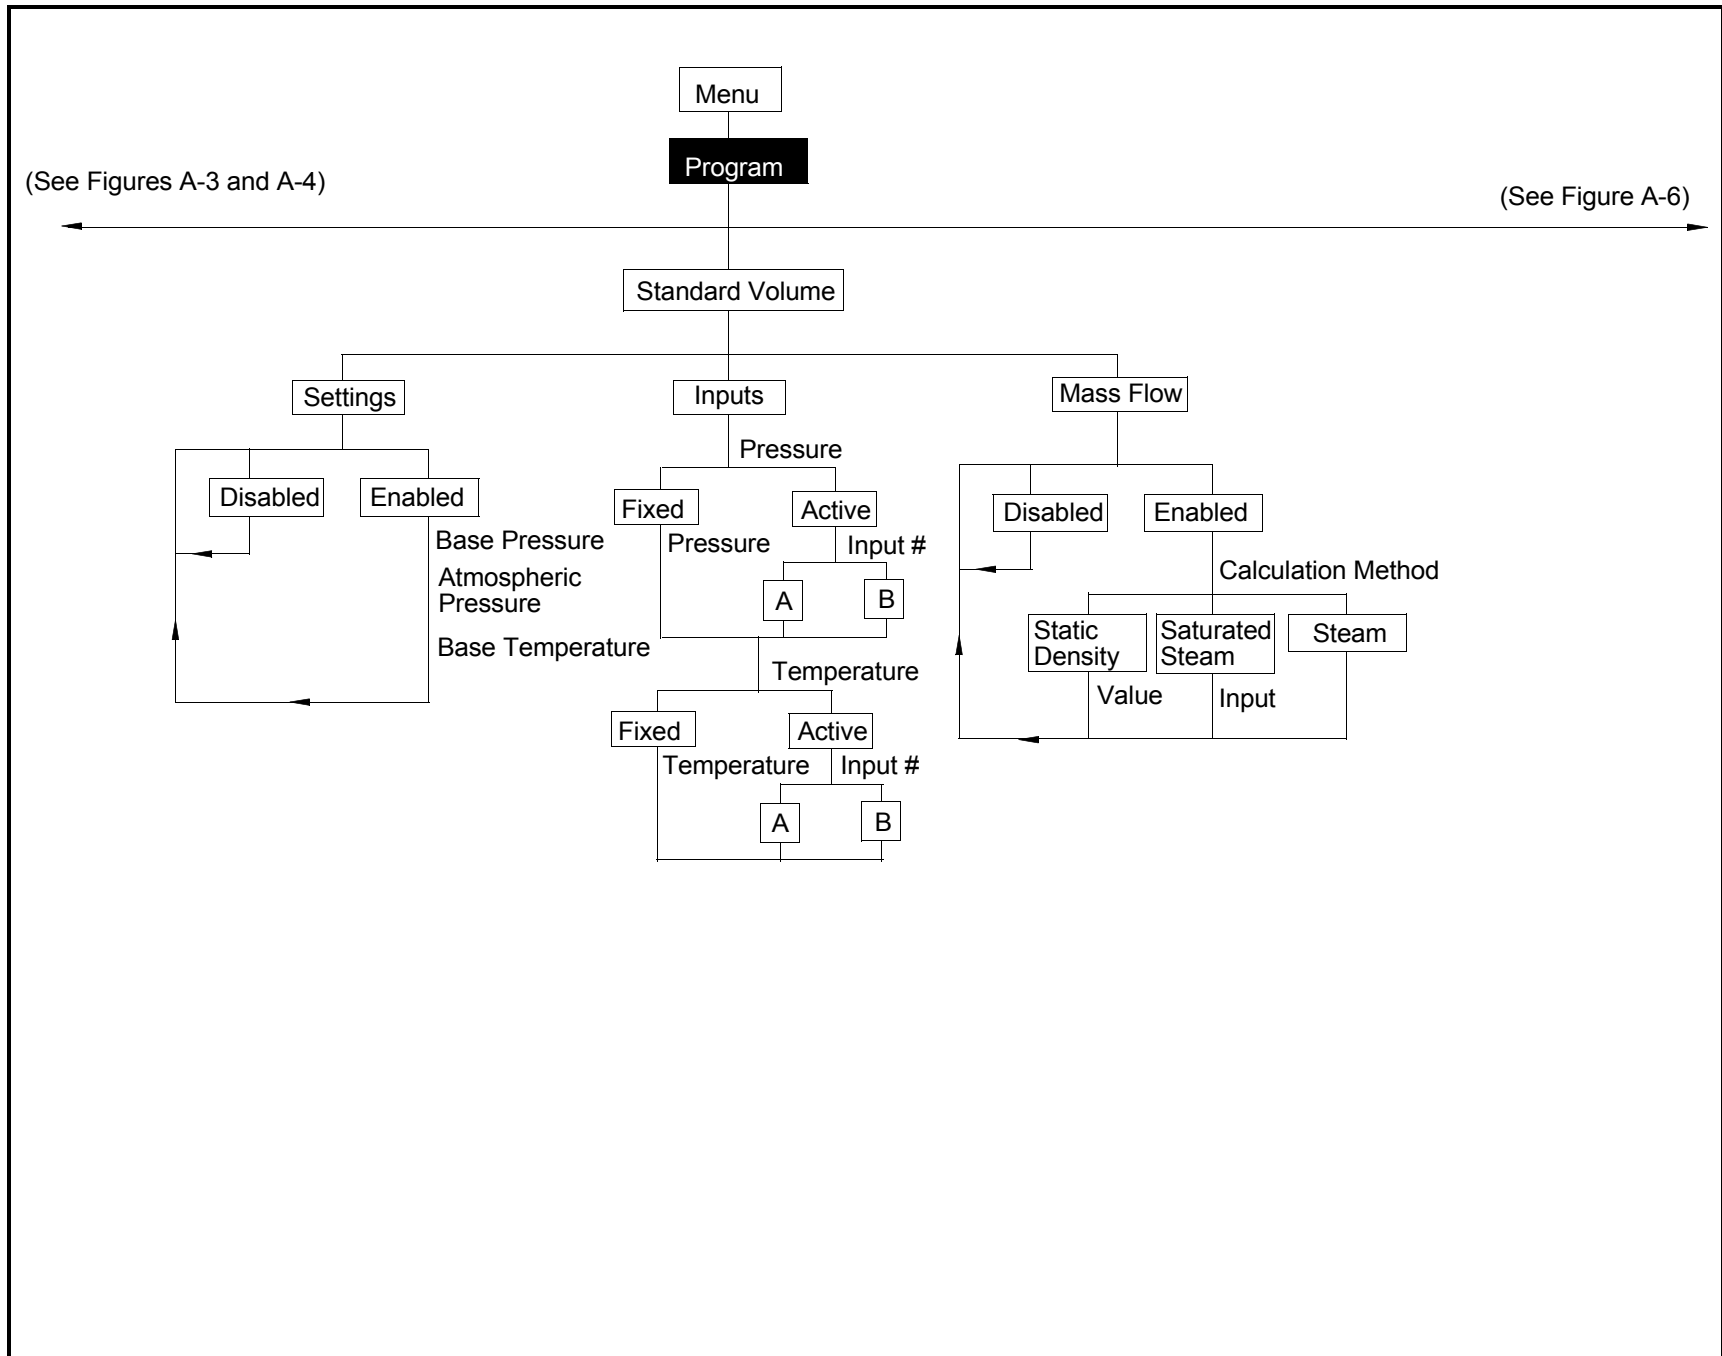 Menu
Program
(See Figures A-3 and A-4)
(See Figure A-6)
Standard Volume
Settings
Inputs
Mass Flow
Pressure
Disabled
Enabled
Fixed
Active
Disabled
Enabled
Base Pressure
Pressure
Input #
Atmospheric
Pressure
A
B
Calculation Method
Base Temperature
Static
Density
Saturated
Steam
Steam
Temperature
Value
Input
Fixed
Active
Temperature
Input #
A
B